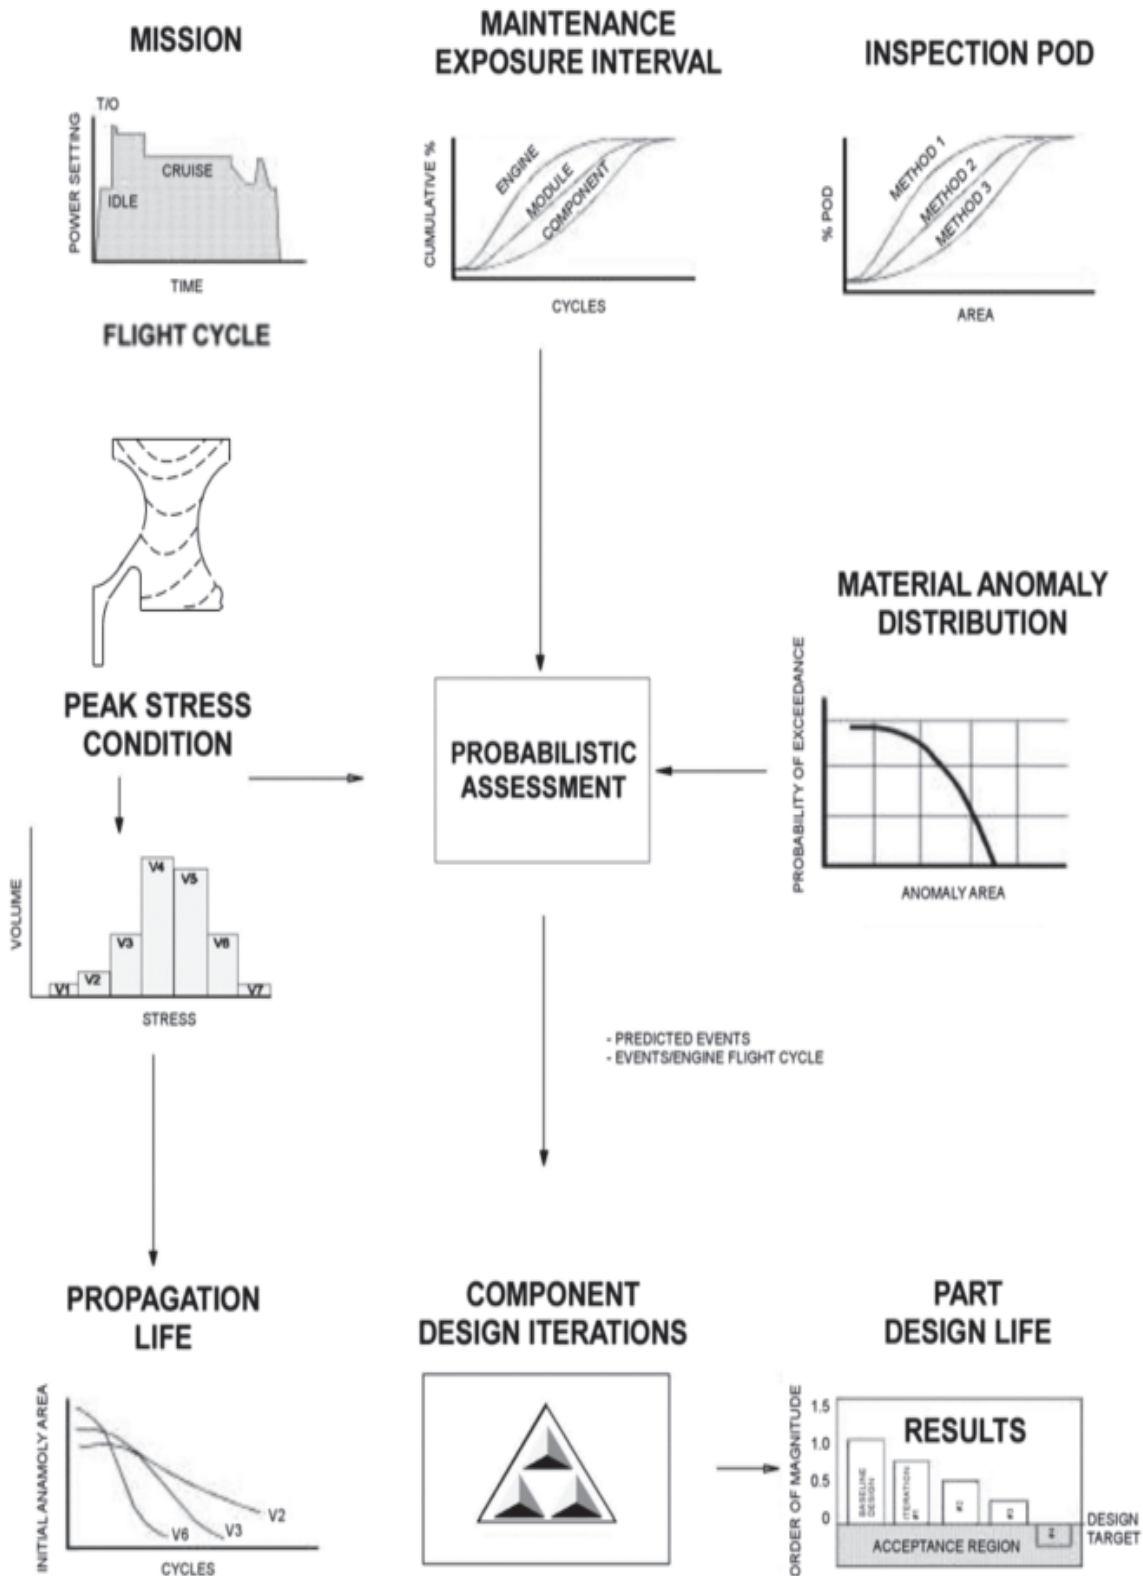 MISSION
T/O
POWER SETTING
IDLE
CRUISE
TIME
FLIGHT CYCLE
MAINTENANCE
EXPOSURE INTERVAL
CUMULATIVE %
ENGINE
MODULE
COMPONENT
CYCLES
INSPECTION POD
% POD
METHOD 1
METHOD 2
METHOD 3
AREA
PEAK STRESS
CONDITION
VOLUME
V1
V2
V3
V4
V5
V6
V7
STRESS
PROBABILISTIC
ASSESSMENT
MATERIAL ANOMALY
DISTRIBUTION
PROBABILITY OF EXCEEDANCE
ANOMALY AREA
- PREDICTED EVENTS
- EVENTS/ENGINE FLIGHT CYCLE
PROPAGATION
LIFE
INITIAL ANAMOLY AREA
V2
V3
V6
CYCLES
COMPONENT
DESIGN ITERATIONS
PART
DESIGN LIFE
ORDER OF MAGNITUDE
1.5
1.0
0.5
0
RESULTS
BASELINE
DESIGN
ITERATION
#1
#2
#3
#4
DESIGN
TARGET
ACCEPTANCE REGION